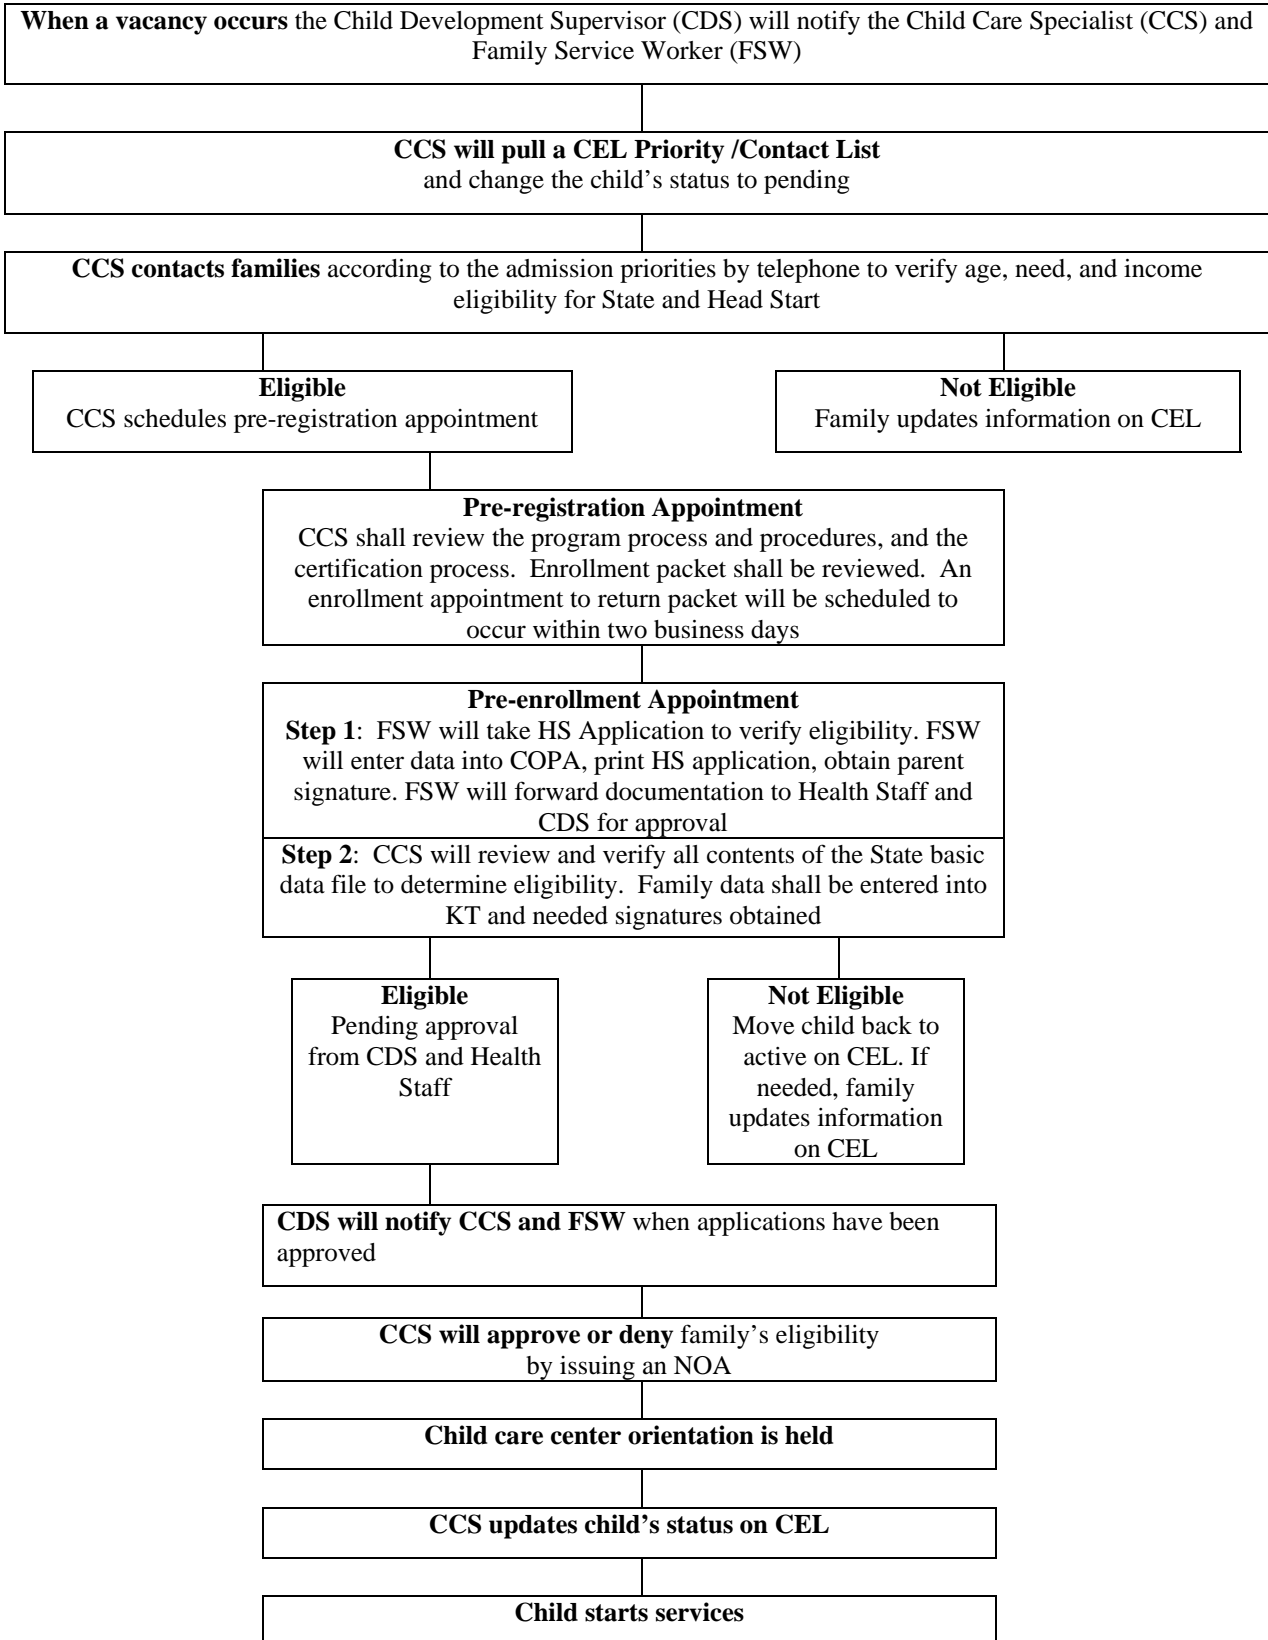 When a vacancy occurs the Child Development Supervisor (CDS) will notify the Child Care Specialist (CCS) and
Family Service Worker (FSW)
CCS will pull a CEL Priority /Contact List
and change the child's status to pending
CCS contacts families according to the admission priorities by telephone to verify age, need, and income
eligibility for State and Head Start
Eligible
CCS schedules pre-registration appointment
Not Eligible
Family updates information on CEL
Pre-registration Appointment
CCS shall review the program process and procedures, and the
certification process.  Enrollment packet shall be reviewed.  An
enrollment appointment to return packet will be scheduled to
occur within two business days
Pre-enrollment Appointment
Step 1:  FSW will take HS Application to verify eligibility. FSW
will enter data into COPA, print HS application, obtain parent
signature. FSW will forward documentation to Health Staff and
CDS for approval
Step 2:  CCS will review and verify all contents of the State basic
data file to determine eligibility.  Family data shall be entered into
KT and needed signatures obtained
Eligible
Pending approval
from CDS and Health
Staff
Not Eligible
Move child back to
active on CEL. If
needed, family
updates information
on CEL
CDS will notify CCS and FSW when applications have been
approved
CCS will approve or deny family's eligibility
by issuing an NOA
Child care center orientation is held
CCS updates child's status on CEL
Child starts services